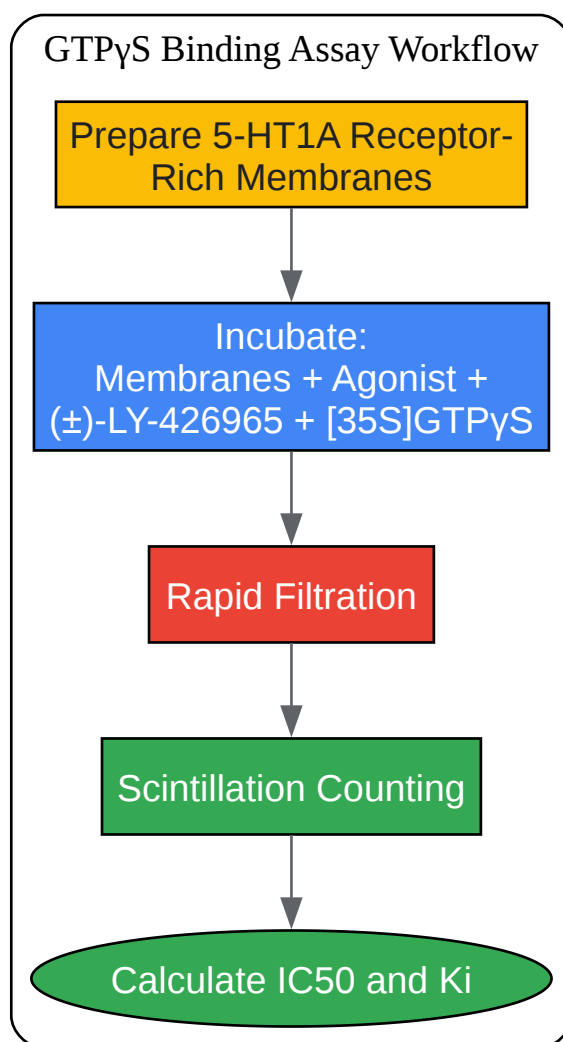 GTPγS Binding Assay Workflow
Prepare 5-HT1A Receptor-
Rich Membranes
Incubate:
Membranes + Agonist +
(±)-LY-426965 + [35S]GTPγS
Rapid Filtration
Scintillation Counting
Calculate IC50 and Ki